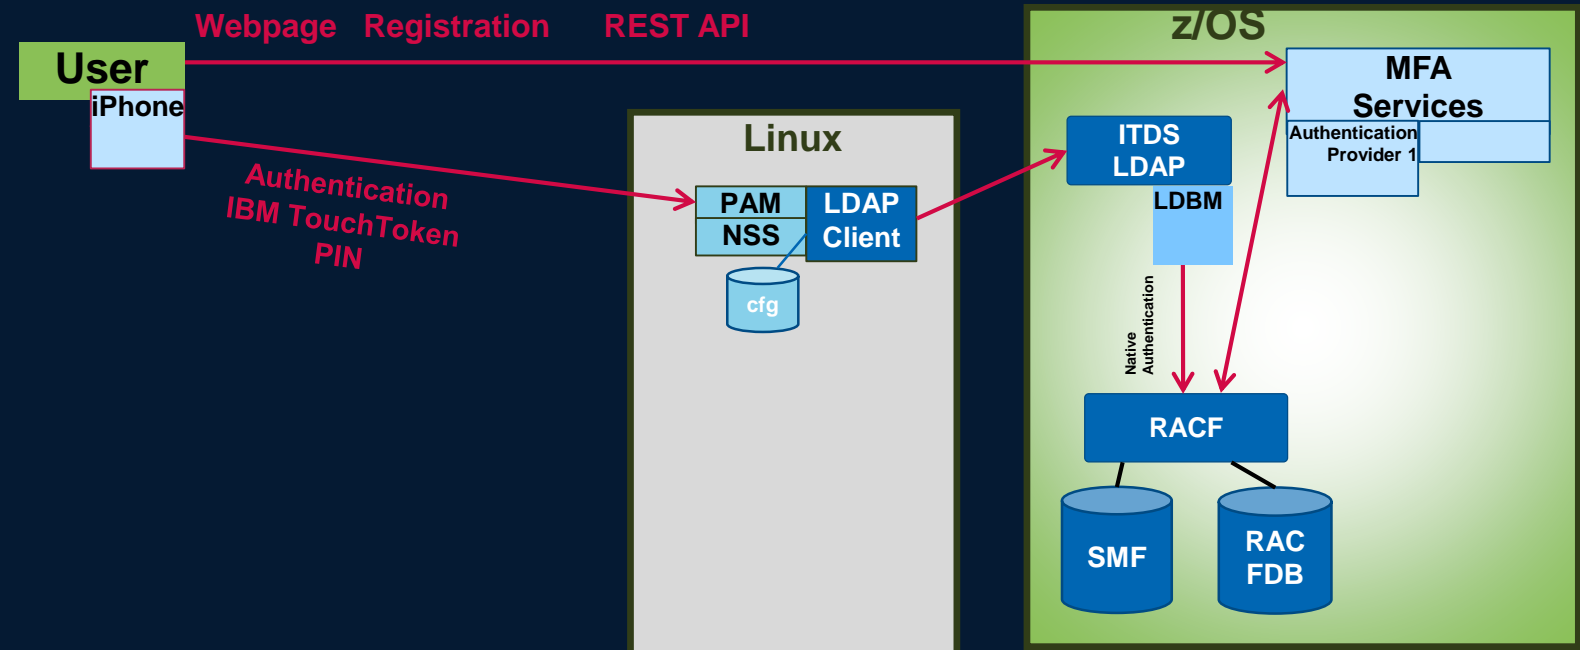 Webpage Registration REST API
User
iPhone
Authentication
IBM TouchToken
PIN
Linux
PAM
NSS
LDAP
Client
cfg
z/OS
MFA
Services
Authentication
Provider 1
ITDS
LDAP
LDBM
Native
Authentication
RACF
SMF
RAC
FDB